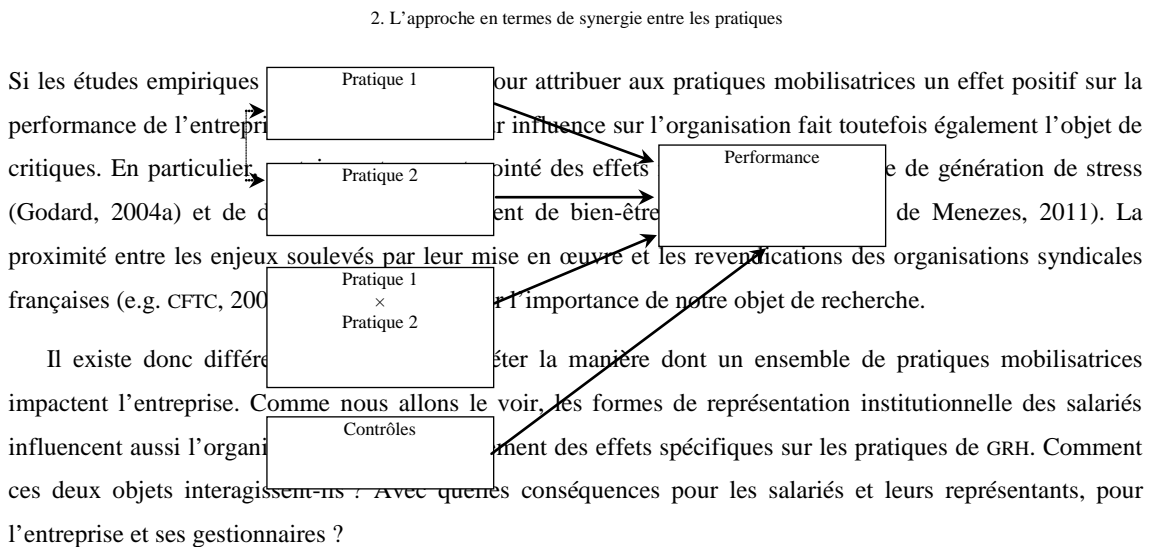 2. L’approche en termes de synergie entre les pratiques
Si les études empiriques Pratique 1 our attribuer aux pratiques mobilisatrices un effet positif sur la
performance de l’entrepri r influence sur l’organisation fait toutefois également l’objet de
critiques. En particulier, Pratique 2 ointé des effets Performance e de génération de stress
(Godard, 2004a) et de d ent de bien-être de Menezes, 2011). La
proximité entre les enjeux soulevés par leur mise en œuvre et les revendications des organisations syndicales
françaises (e.g. CFTC, 200 Pratique 1 × Pratique 2 r l’importance de notre objet de recherche.
Il existe donc différe éter la manière dont un ensemble de pratiques mobilisatrices
impactent l’entreprise. Comme nous allons le voir, les formes de représentation institutionnelle des salariés
influencent aussi l’organi Contrôles ment des effets spécifiques sur les pratiques de GRH. Comment
ces deux objets interagissent-ils ? Avec quelles conséquences pour les salariés et leurs représentants, pour
l’entreprise et ses gestionnaires ?